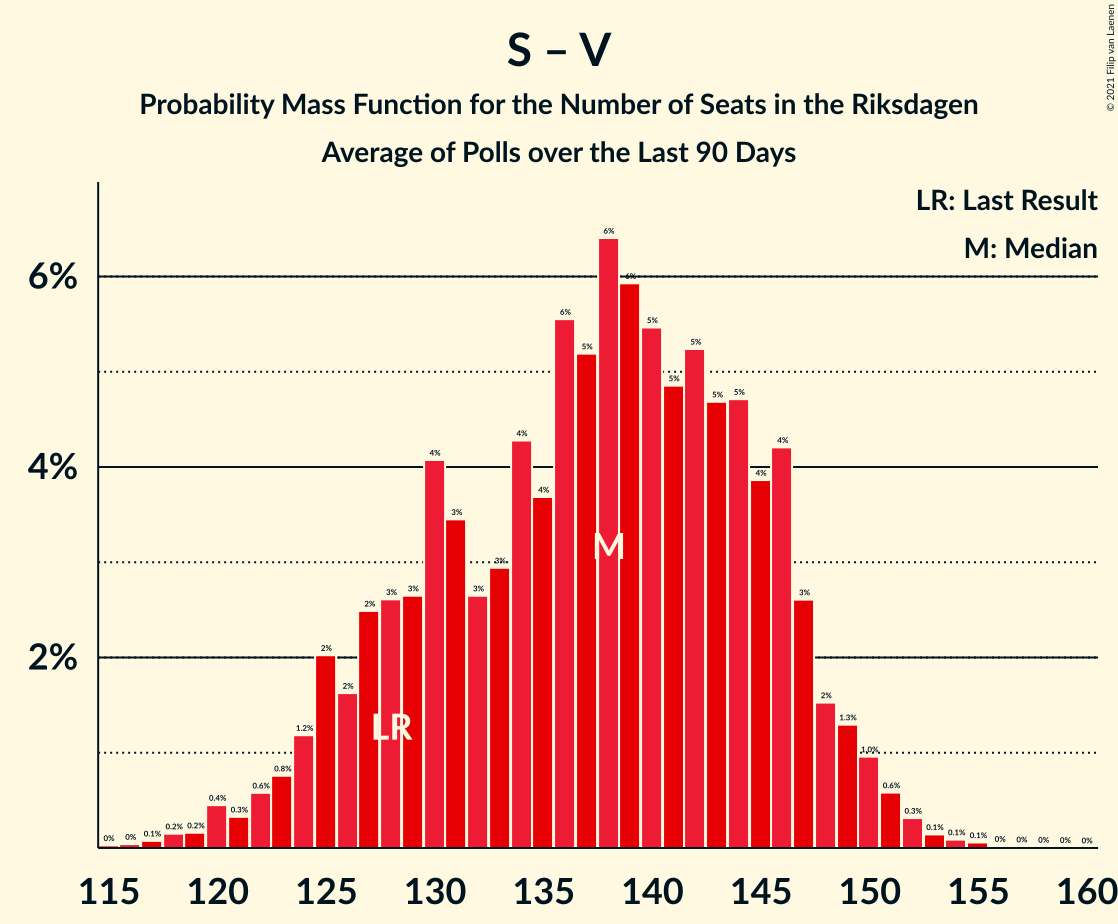 S – V
Probability Mass Function for the Number of Seats in the Riksdagen
Average of Polls over the Last 90 Days
© 2021 Filip van Laenen
LR: Last Result
M: Median
6%
4%
2%
0% 0% 0.1% 0.2% 0.2% 0.4% 0.3% 0.6% 0.8% 1.2% 2% 2% 2% 3% 3% 4% 3% 3% 3% 4% 4% 6% 5% 6% 6% 5% 5% 5% 5% 5% 4% 4% 3% 2% 1.3% 1.0% 0.6% 0.3% 0.1% 0.1% 0.1% 0% 0% 0% 0% 0%
M
LR
115 120 125 130 135 140 145 150 155 160